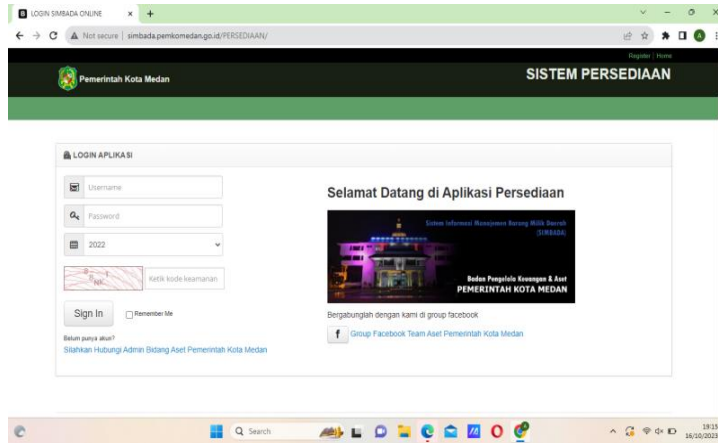 LOGIN SIMBADA ONLINE
Not secure | simbada.pemkomedan.go.id/PERSEDIAAN/
A
Register | Home
Pemerintah Kota Medan
SISTEM PERSEDIAAN
LOGIN APLIKASI
Username
Password
2022
Ketik kode keamanan
Sign In
Remember Me
Belum punya akun?
Silahkan Hubungi Admin Bidang Aset Pemerintah Kota Medan
Selamat Datang di Aplikasi Persediaan
Sistem Informasi Manajemen Barang Milik Daerah
(SIMBADA)
Badan Pengelola Keuangan & Aset
PEMERINTAH KOTA MEDAN
Bergabunglah dengan kami di group facebook
Group Facebook Team Aset Pemerintah Kota Medan
Search
19:15
16/10/2023